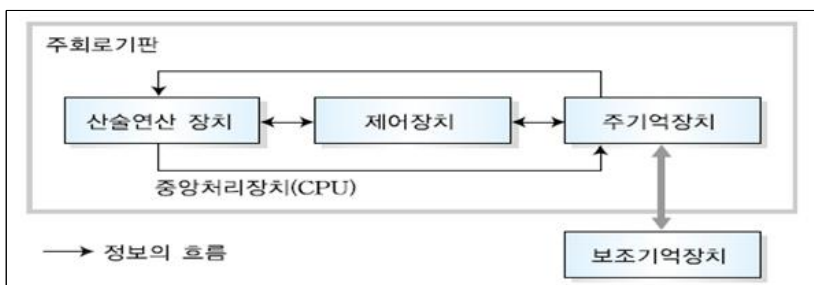 주회로기판
산술연산 장치
제어장치
주기억장치
중앙처리장치(CPU)
정보의 흐름
보조기억장치